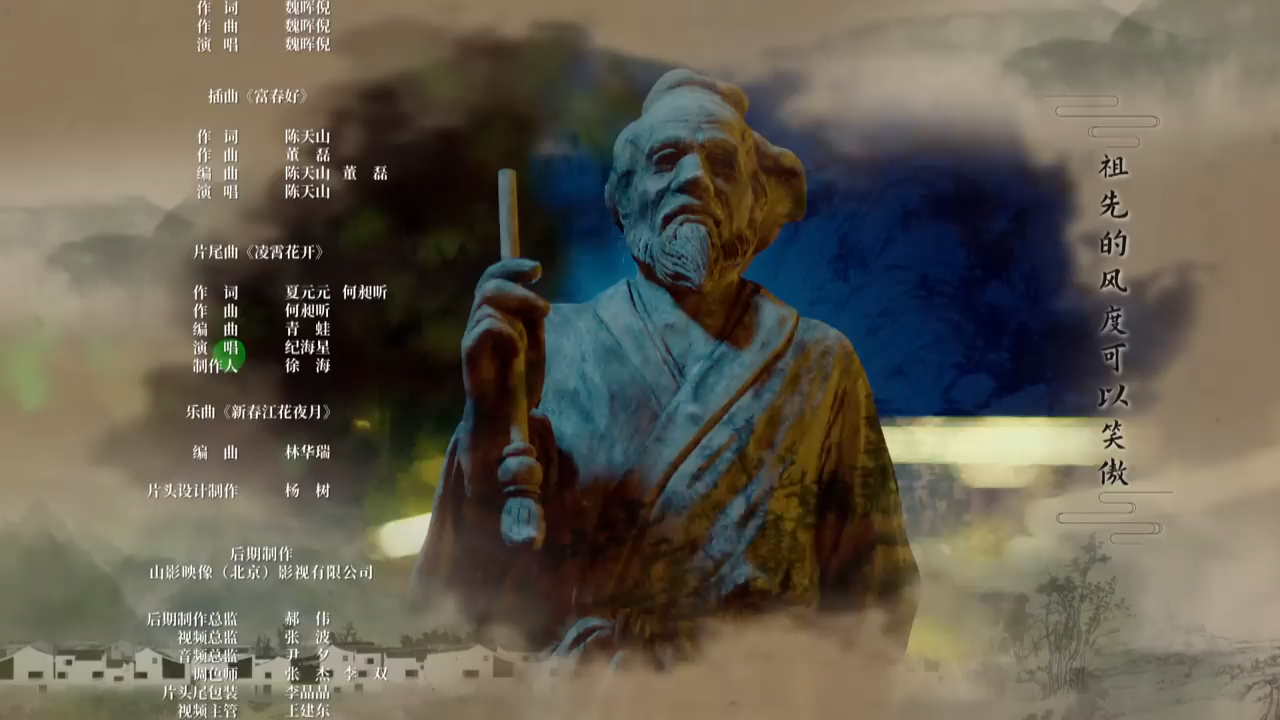 作 词 魏晖倪
作 曲 魏晖倪
演 唱 魏晖倪
插曲《富春好》
作 词 陈天山
作 曲 董 磊
编 曲 陈天山 董 磊
演 唱 陈天山
片尾曲《凌霄花开》
作 词 夏元元 何昶昕
作 曲 何昶昕
编 曲 青 蛙
演 唱 纪海星
制作人 徐 海
乐曲《新春江花夜月》
编 曲 林华瑞
片头设计制作 杨 树
后期制作
山影映像（北京）影视有限公司
后期制作总监 郝 伟
视频总监 张 波
音频总监 尹 夕
调色师 张 杰 李 双
片头尾包装 李晶晶
视频主管 王建东
祖先的风度可以笑傲